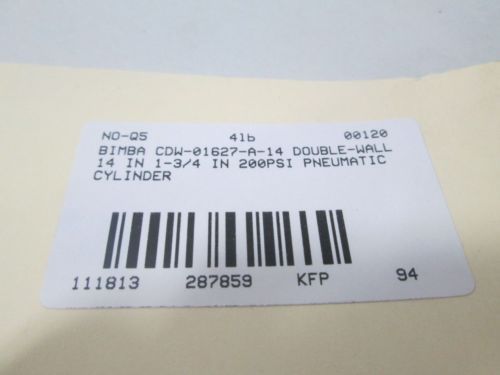 NO-Q5 41b 00120
BIMBA CDW-01627-A-14 DOUBLE-WALL
14 IN 1-3/4 IN 200PSI PNEUMATIC
CYLINDER
111813 287859 KFP 94